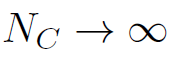 N_C → ∞